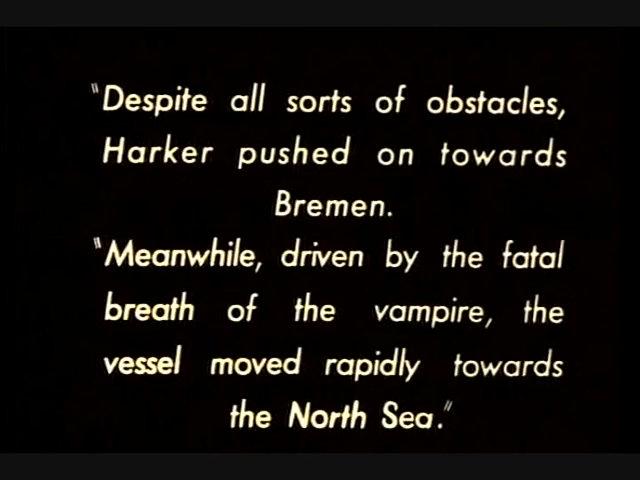 "Despite all sorts of obstacles,
Harker pushed on towards
Bremen.
"Meanwhile, driven by the fatal
breath of the vampire, the
vessel moved rapidly towards
the North Sea."